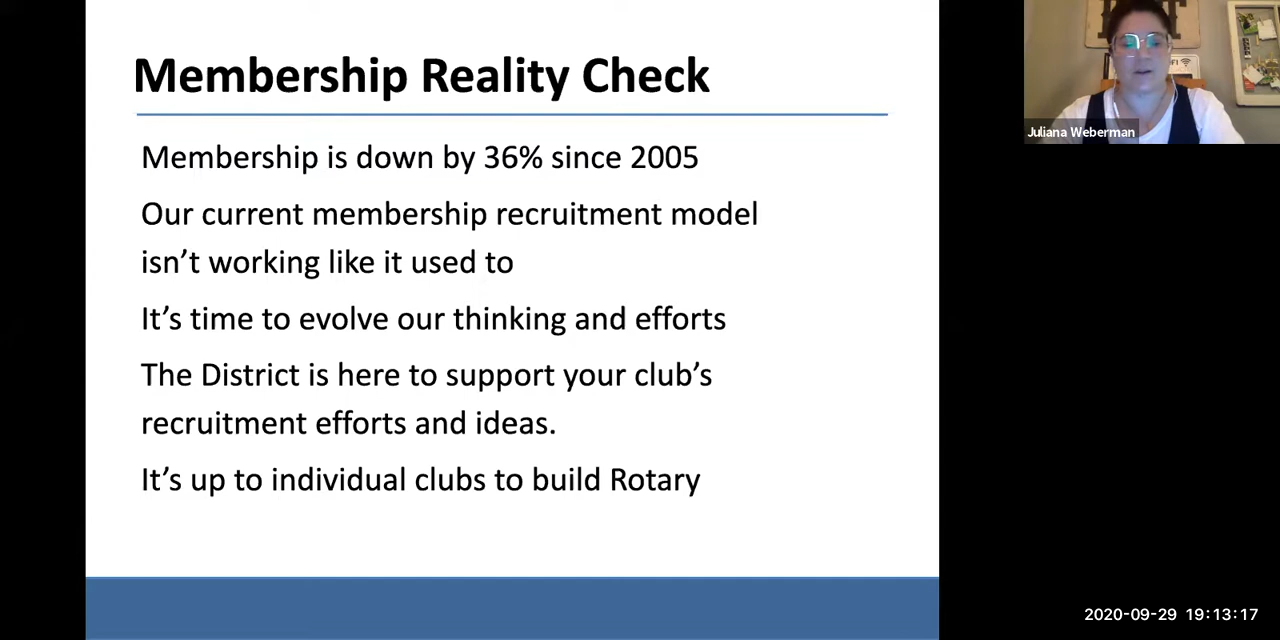 Membership Reality Check
Membership is down by 36% since 2005
Our current membership recruitment model
isn’t working like it used to
It’s time to evolve our thinking and efforts
The District is here to support your club’s
recruitment efforts and ideas.
It’s up to individual clubs to build Rotary
Juliana Weberman
2020-09-29 19:13:17